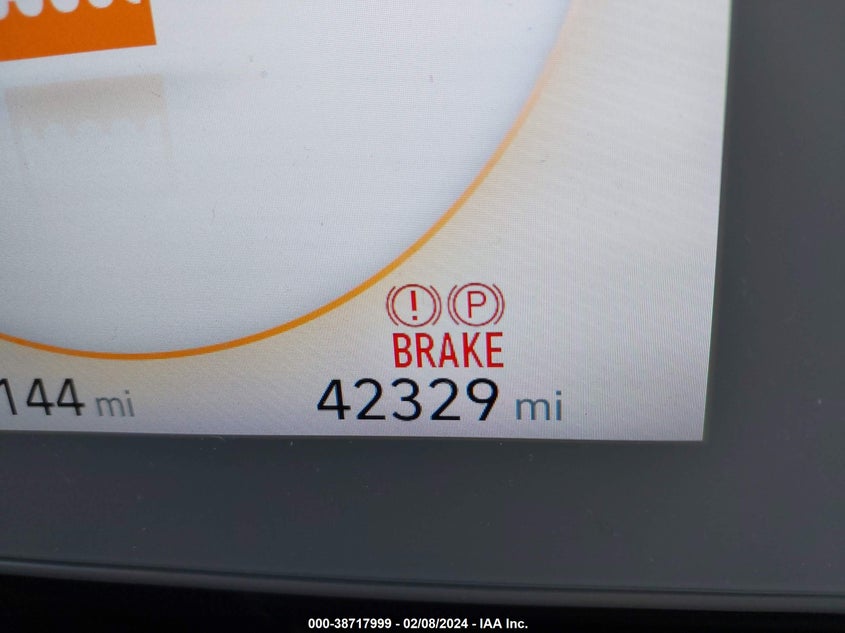 ! P
BRAKE
144 mi 42329 mi
000-38717999 - 02/08/2024 - IAA Inc.